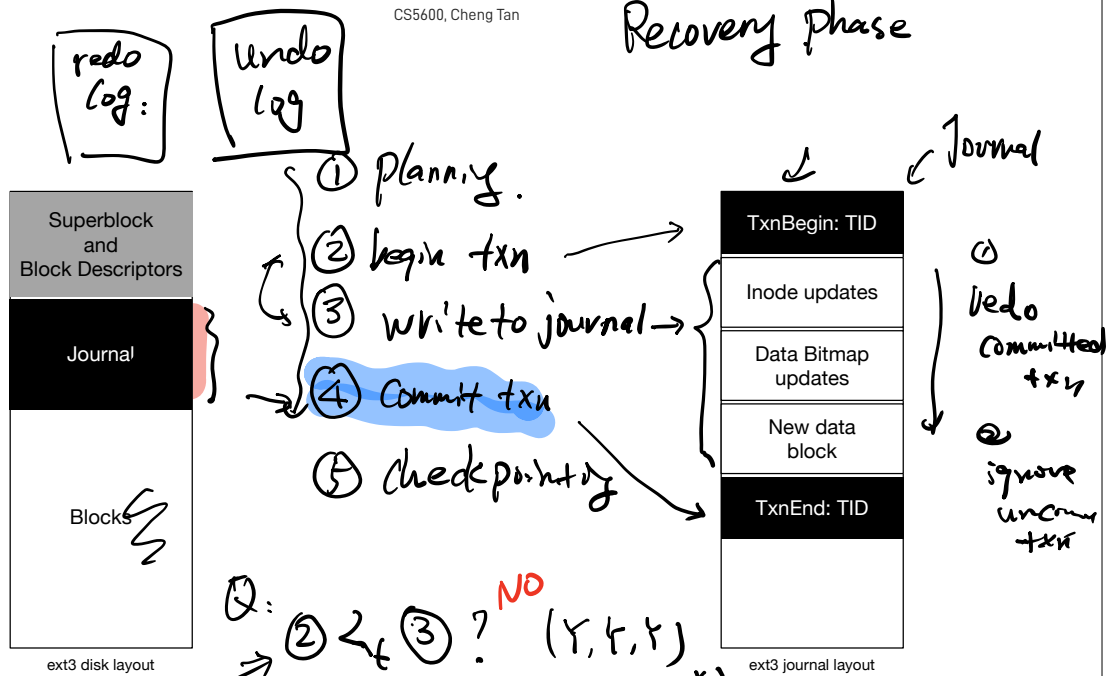 CS5600, Cheng Tan
Recovery phase
redo
log:
undo
log
① planning.
② begin txn
③ write to journal
④ Commit txn
⑤ checkpointing
Superblock
and
Block Descriptors
Journal
Blocks
ext3 disk layout
Journal
TxnBegin: TID
Inode updates
Data Bitmap
updates
New data
block
TxnEnd: TID
ext3 journal layout
①
redo
committed
txn
②
ignore
txn
Q:
② <t ③ ? NO (Y, Y, Y)